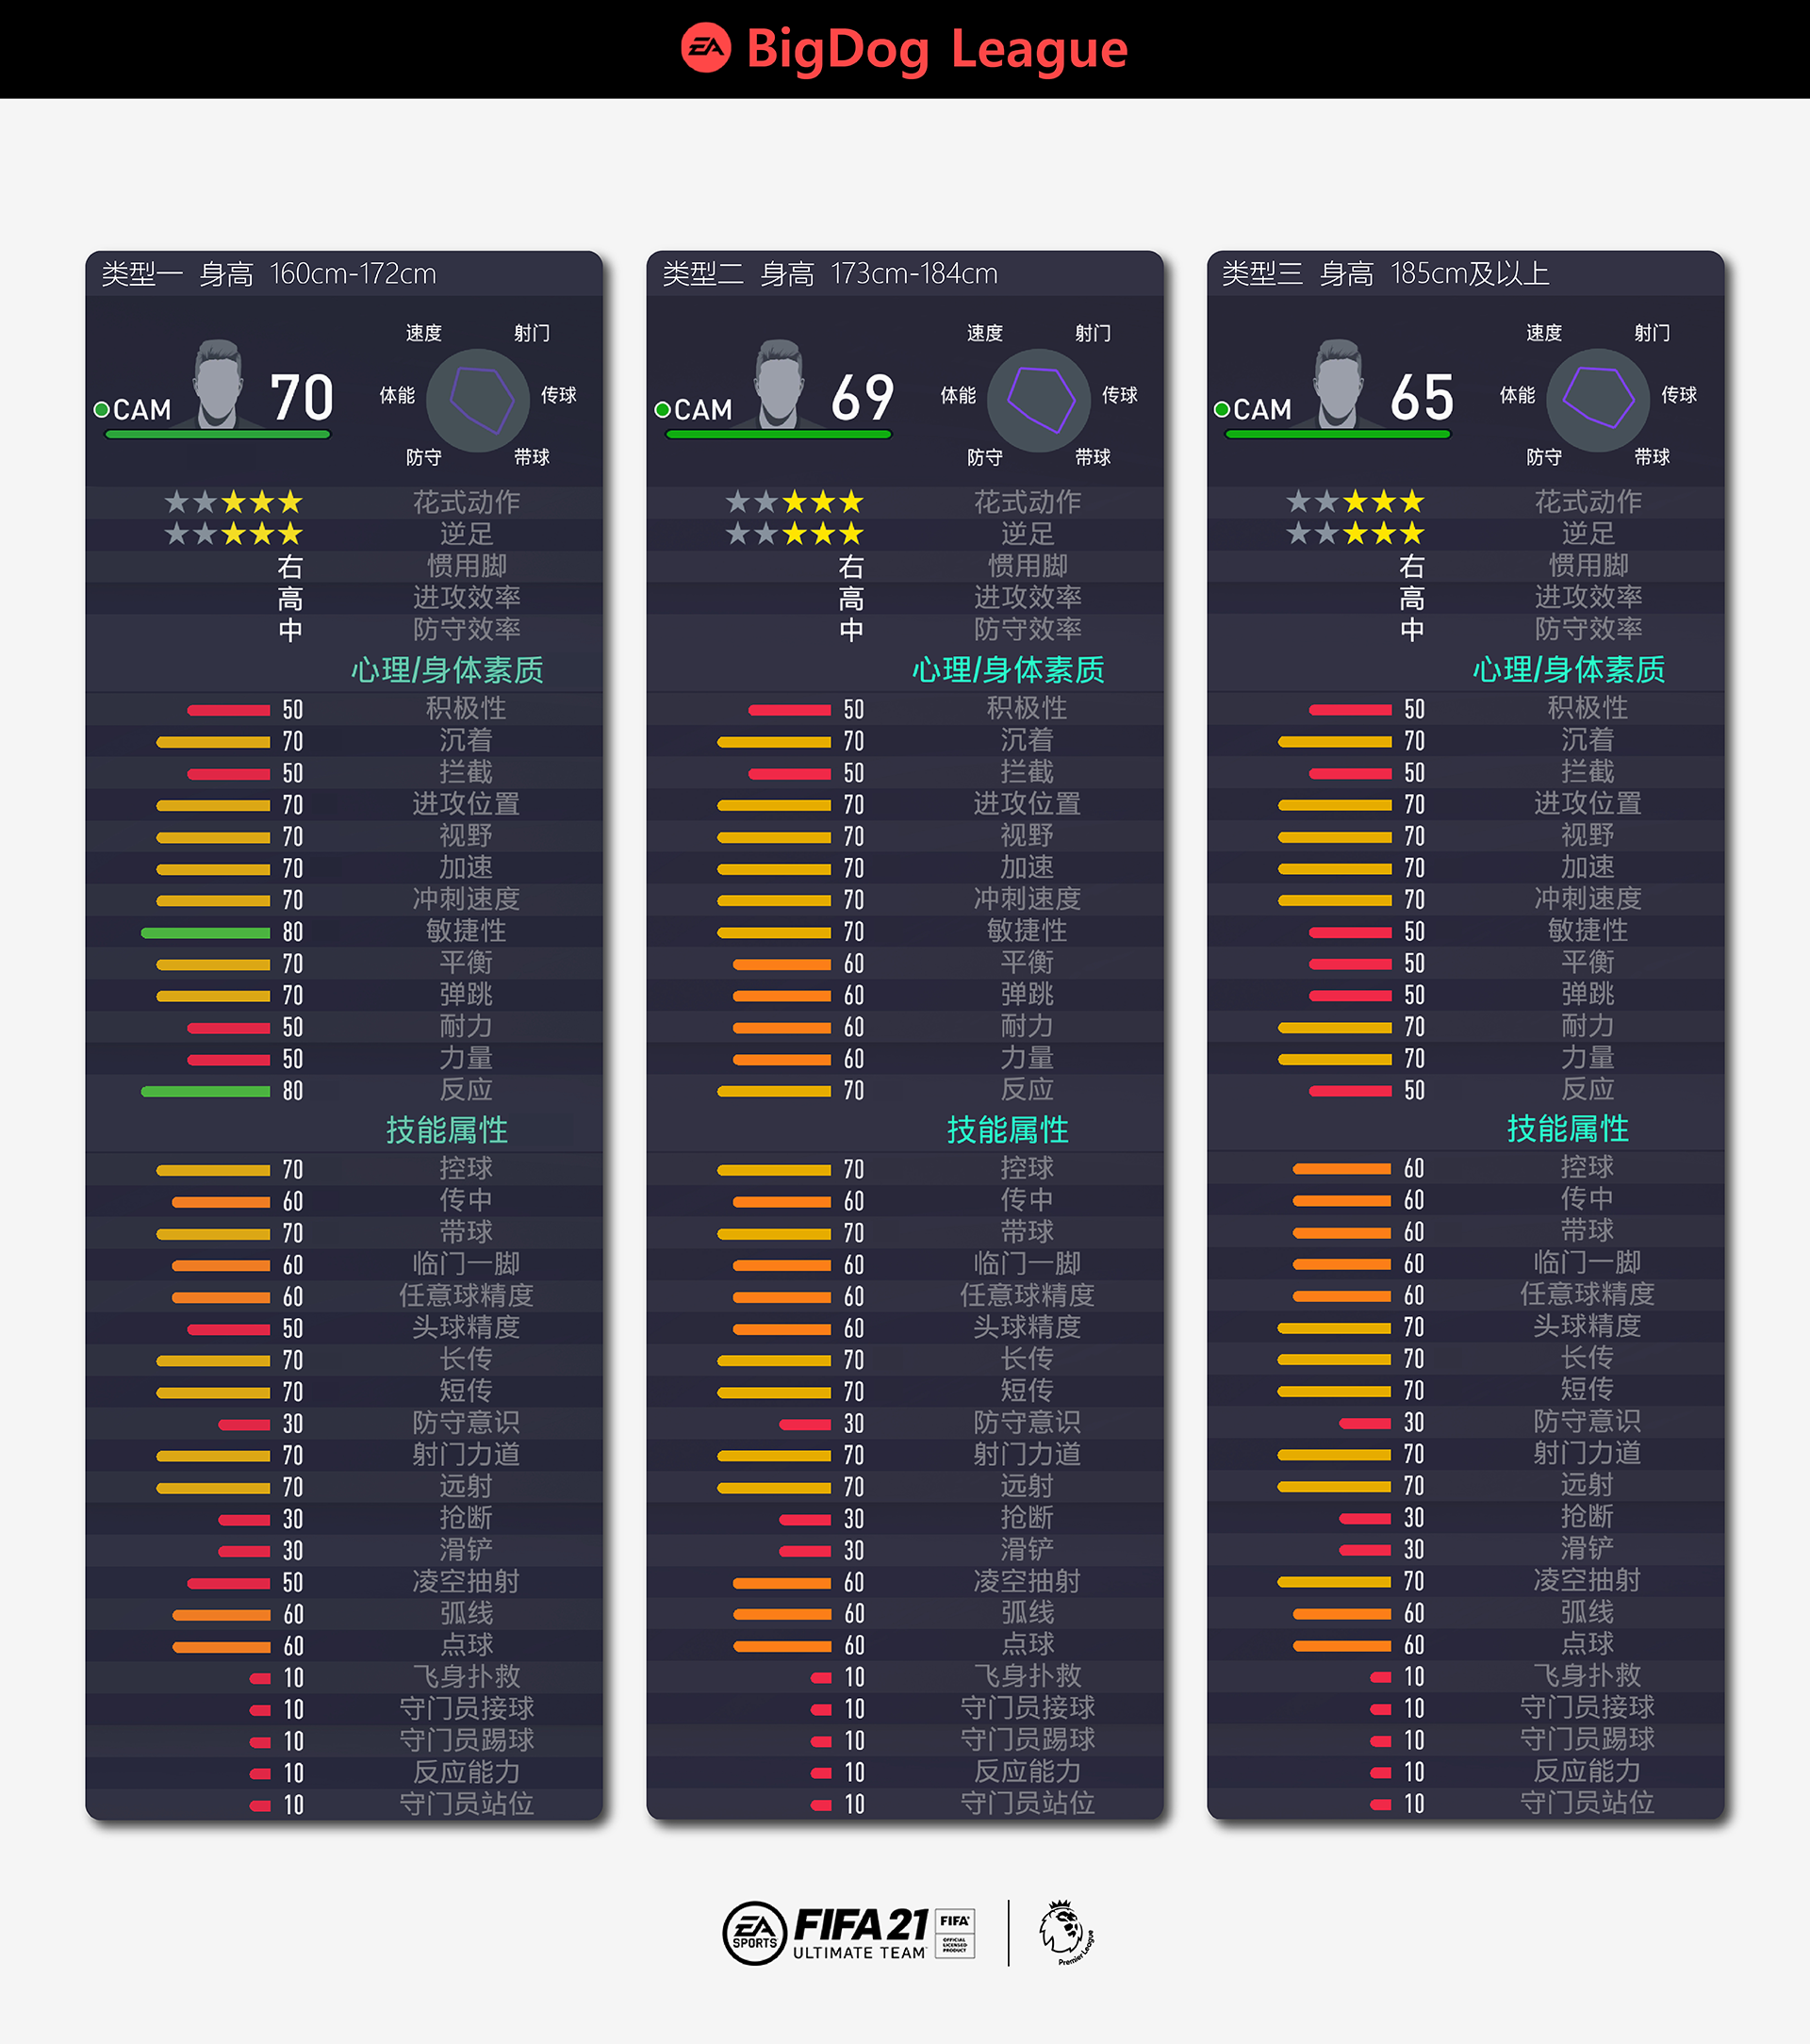 EA BigDog League
类型一 身高 160cm-172cm
速度 射门
CAM 70 体能 传球
防守 带球
花式动作
逆足
右 惯用脚
高 进攻效率
中 防守效率
心理/身体素质
50 积极性
70 沉着
50 拦截
70 进攻位置
70 视野
70 加速
70 冲刺速度
80 敏捷性
70 平衡
70 弹跳
50 耐力
50 力量
80 反应
技能属性
70 控球
60 传中
70 带球
60 临门一脚
60 任意球精度
50 头球精度
70 长传
70 短传
30 防守意识
70 射门力道
70 远射
30 抢断
30 滑铲
50 凌空抽射
60 弧线
60 点球
10 飞身扑救
10 守门员接球
10 守门员踢球
10 反应能力
10 守门员站位
类型二 身高 173cm-184cm
速度 射门
CAM 69 体能 传球
防守 带球
花式动作
逆足
右 惯用脚
高 进攻效率
中 防守效率
心理/身体素质
50 积极性
70 沉着
50 拦截
70 进攻位置
70 视野
70 加速
70 冲刺速度
70 敏捷性
60 平衡
60 弹跳
60 耐力
60 力量
70 反应
技能属性
70 控球
60 传中
70 带球
60 临门一脚
60 任意球精度
60 头球精度
70 长传
70 短传
30 防守意识
70 射门力道
70 远射
30 抢断
30 滑铲
60 凌空抽射
60 弧线
60 点球
10 飞身扑救
10 守门员接球
10 守门员踢球
10 反应能力
10 守门员站位
类型三 身高 185cm及以上
速度 射门
CAM 65 体能 传球
防守 带球
花式动作
逆足
右 惯用脚
高 进攻效率
中 防守效率
心理/身体素质
50 积极性
70 沉着
50 拦截
70 进攻位置
70 视野
70 加速
70 冲刺速度
50 敏捷性
50 平衡
50 弹跳
70 耐力
70 力量
50 反应
技能属性
60 控球
60 传中
60 带球
60 临门一脚
60 任意球精度
70 头球精度
70 长传
70 短传
30 防守意识
70 射门力道
70 远射
30 抢断
30 滑铲
70 凌空抽射
60 弧线
60 点球
10 飞身扑救
10 守门员接球
10 守门员踢球
10 反应能力
10 守门员站位
EA SPORTS
FIFA 21
ULTIMATE TEAM
FIFA
OFFICIAL LICENSED PRODUCT
Premier League